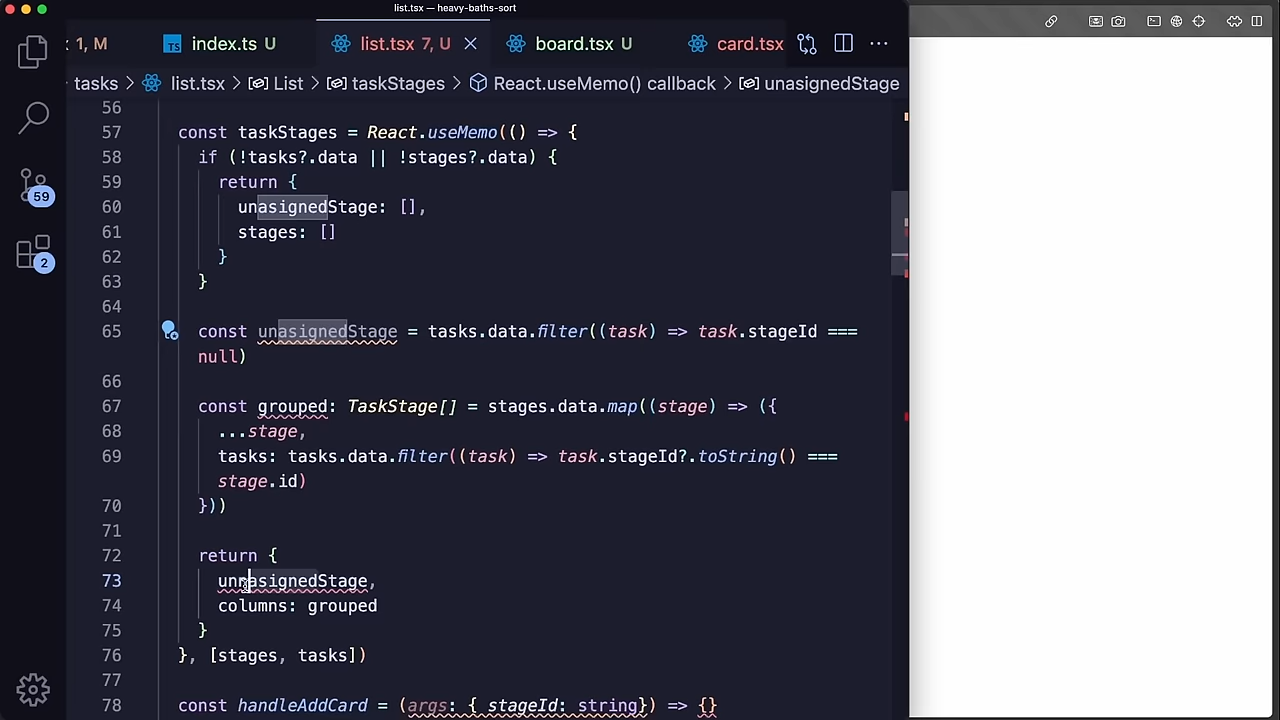 list.tsx — heavy-baths-sort
1, M
TS index.ts U
list.tsx 7, U
board.tsx U
card.tsx
tasks > list.tsx > List > taskStages > React.useMemo() callback > unasignedStage
56
57 const taskStages = React.useMemo(() => {
58 if (!tasks?.data || !stages?.data) {
59 return {
60 unasignedStage: [],
61 stages: []
62 }
63 }
64
65 const unasignedStage = tasks.data.filter((task) => task.stageId ===
null)
66
67 const grouped: TaskStage[] = stages.data.map((stage) => ({
68 ...stage,
69 tasks: tasks.data.filter((task) => task.stageId?.toString() ===
stage.id)
70 }))
71
72 return {
73 unnasignedStage,
74 columns: grouped
75 }
76 }, [stages, tasks])
77
78 const handleAddCard = (args: { stageId: string}) => {}
59
2